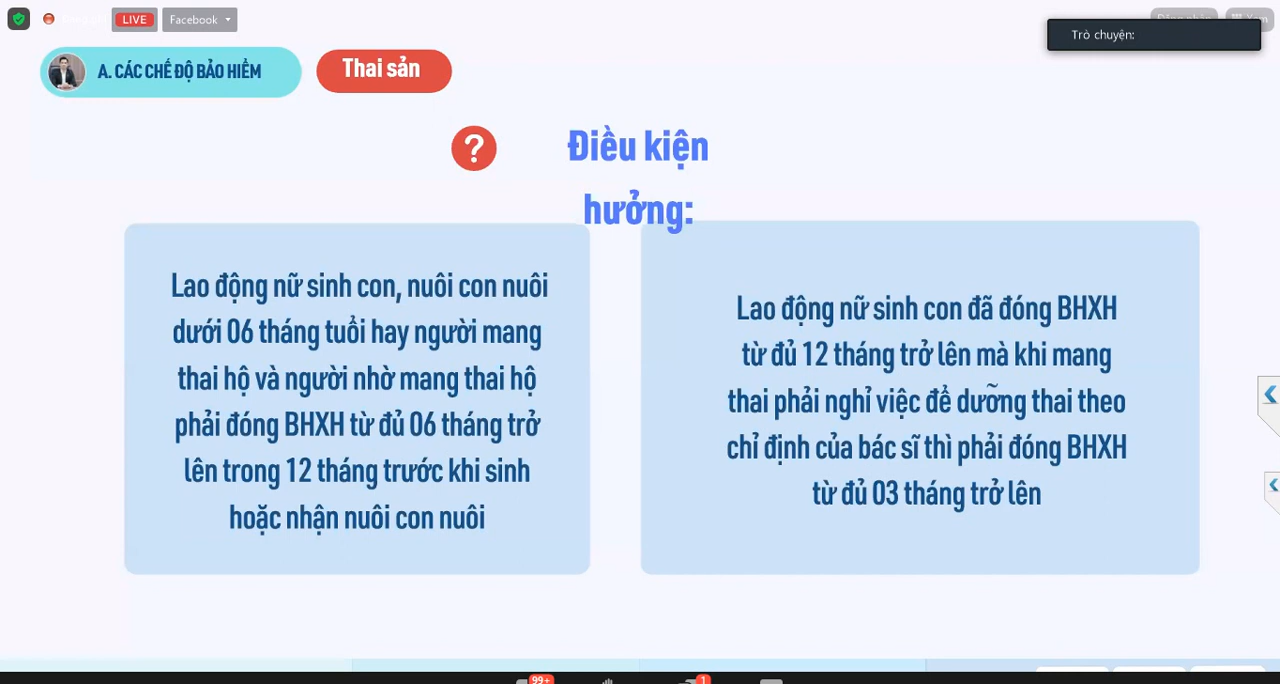 LIVE
Facebook
Trò chuyện:
A. CÁC CHẾ ĐỘ BẢO HIỂM
Thai sản
?
Điều kiện
hưởng:
Lao động nữ sinh con, nuôi con nuôi
dưới 06 tháng tuổi hay người mang
thai hộ và người nhờ mang thai hộ
phải đóng BHXH từ đủ 06 tháng trở
lên trong 12 tháng trước khi sinh
hoặc nhận nuôi con nuôi
Lao động nữ sinh con đã đóng BHXH
từ đủ 12 tháng trở lên mà khi mang
thai phải nghỉ việc để dưỡng thai theo
chỉ định của bác sĩ thì phải đóng BHXH
từ đủ 03 tháng trở lên
99+
1